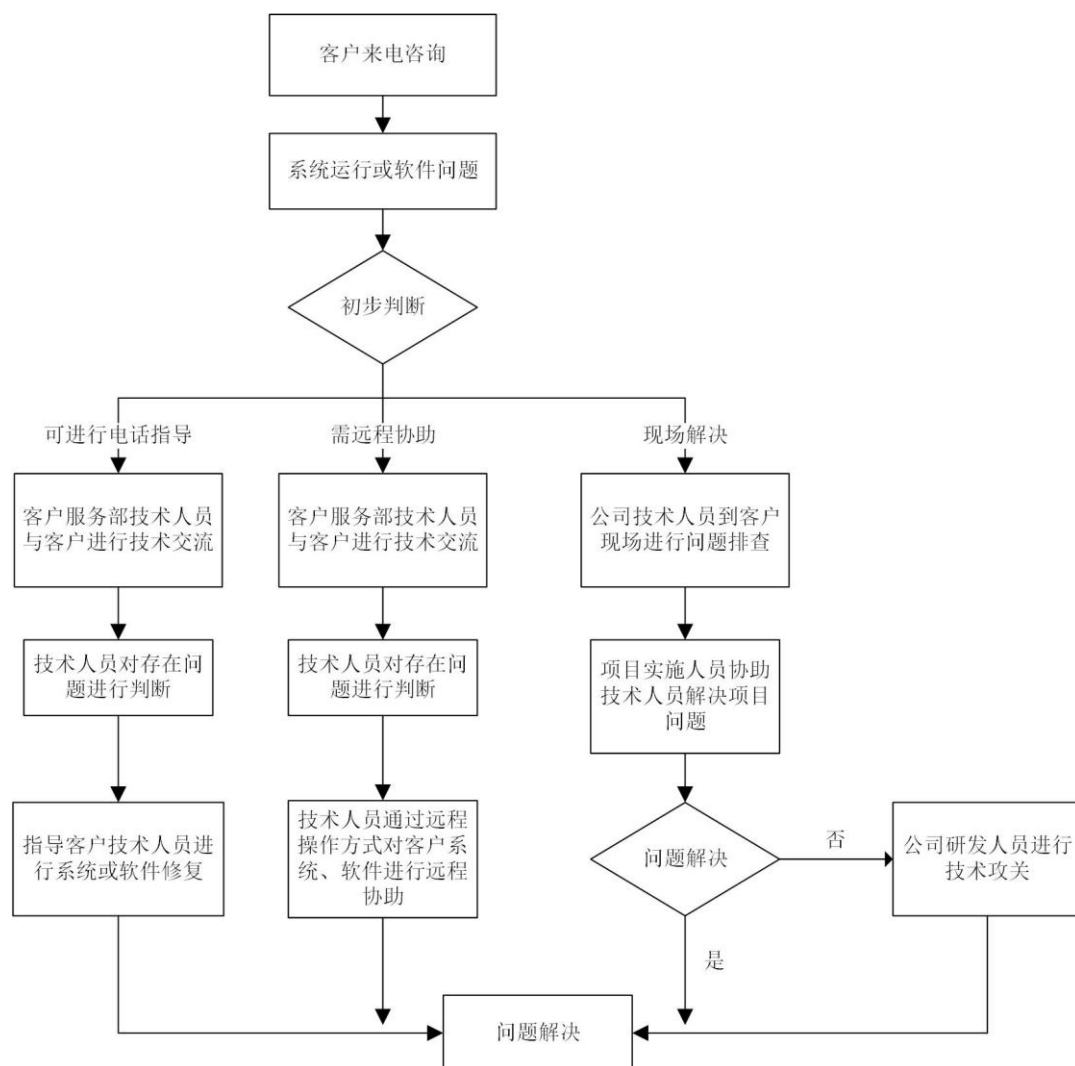 客户来电咨询
系统运行或软件问题
初步判断
可进行电话指导
需远程协助
现场解决
客户服务部技术人员
与客户进行技术交流
客户服务部技术人员
与客户进行技术交流
公司技术人员到客户
现场进行问题排查
技术人员对存在问
题进行判断
技术人员对存在问
题进行判断
项目实施人员协助
技术人员解决项目
问题
指导客户技术人员进
行系统或软件修复
技术人员通过远程
操作方式对客户系
统、软件进行远程
协助
问题解决
否
公司研发人员进行
技术攻关
是
问题解决